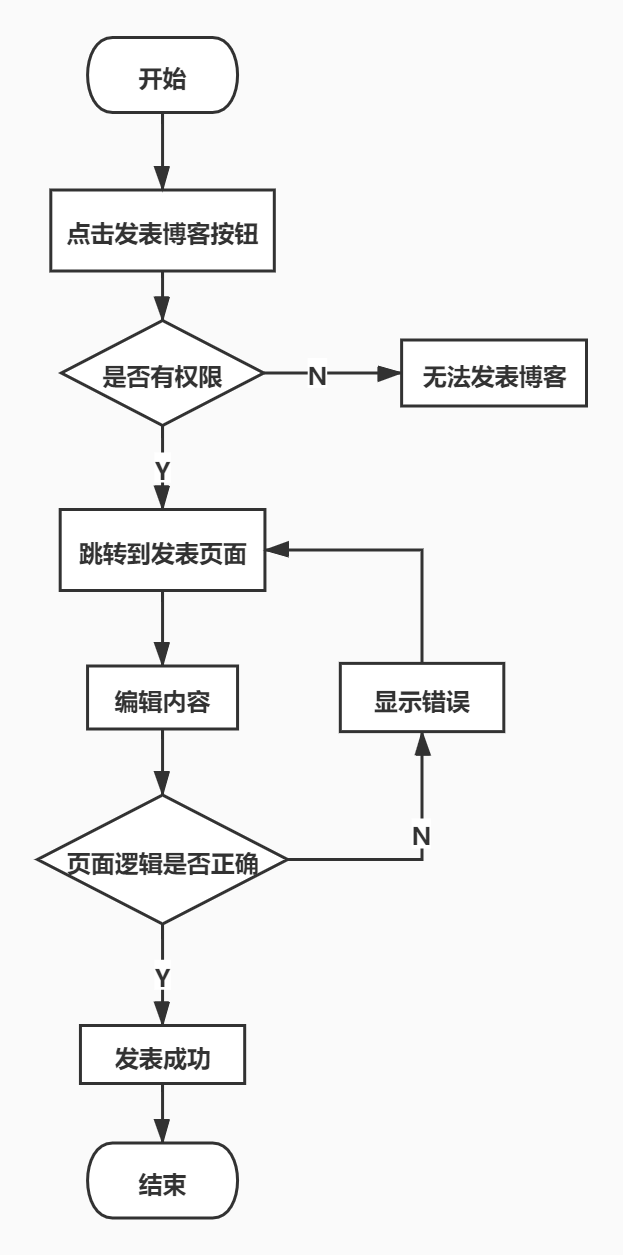 开始
点击发表博客按钮
是否有权限
N
无法发表博客
Y
跳转到发表页面
编辑内容
显示错误
N
页面逻辑是否正确
Y
发表成功
结束